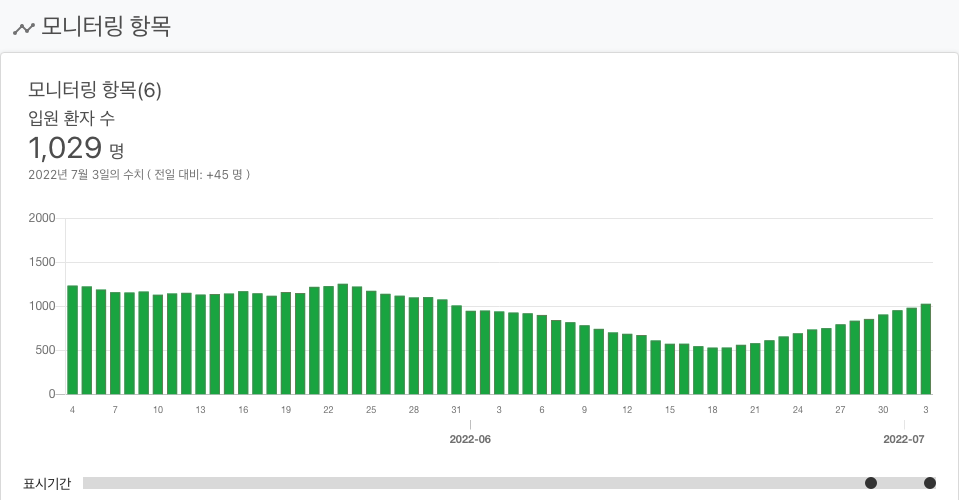 모니터링 항목
모니터링 항목(6)
입원 환자 수
1,029 명
2022년 7월 3일의 수치 ( 전일 대비: +45 명 )
2000
1500
1000
500
0
4 7 10 13 16 19 22 25 28 31 3 6 9 12 15 18 21 24 27 30 3
2022-06 2022-07
표시기간